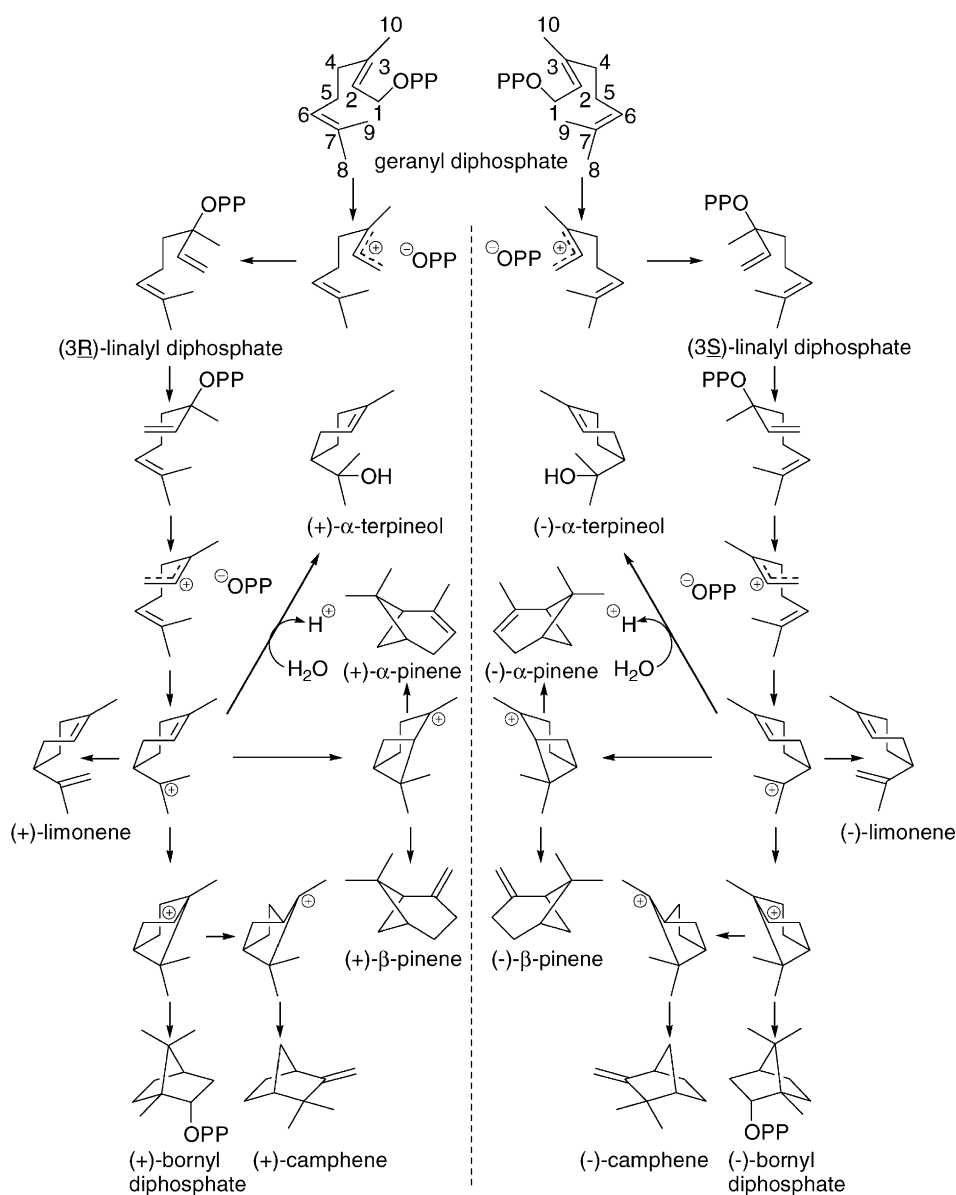 10 10
4 3 3 4
OPP PPO
5 2 2 5
6 1 1 6
9 9
7 7
8 geranyl diphosphate 8
OPP PPO
⊕ ⊖OPP ⊖OPP ⊕
(3R)-linalyl diphosphate (3S)-linalyl diphosphate
OPP PPO
OH HO
(+)-α-terpineol (-)-α-terpineol
⊕ ⊖OPP ⊖OPP ⊕
H⊕ ⊕H
H2O (+)-α-pinene (-)-α-pinene H2O
⊕ ⊕
⊕ ⊕
(+)-limonene (-)-limonene
⊕ ⊕ ⊕ ⊕
(+)-β-pinene (-)-β-pinene
OPP OPP
(+)-bornyl (+)-camphene (-)-camphene (-)-bornyl
diphosphate diphosphate